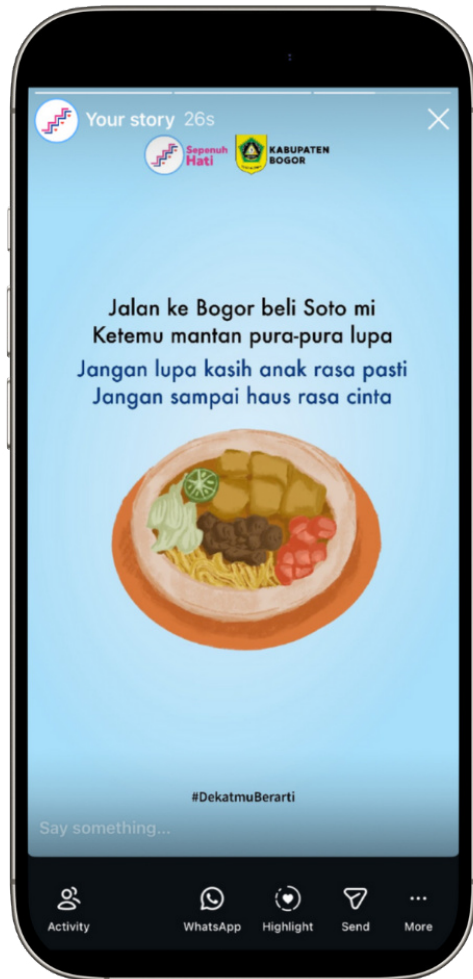 Your story 26s
Sepenuh
Hati
KABUPATEN
BOGOR
Jalan ke Bogor beli Soto mi
Ketemu mantan pura-pura lupa
Jangan lupa kasih anak rasa pasti
Jangan sampai haus rasa cinta
#DekatmuBerarti
Say something...
Activity
WhatsApp
Highlight
Send
More